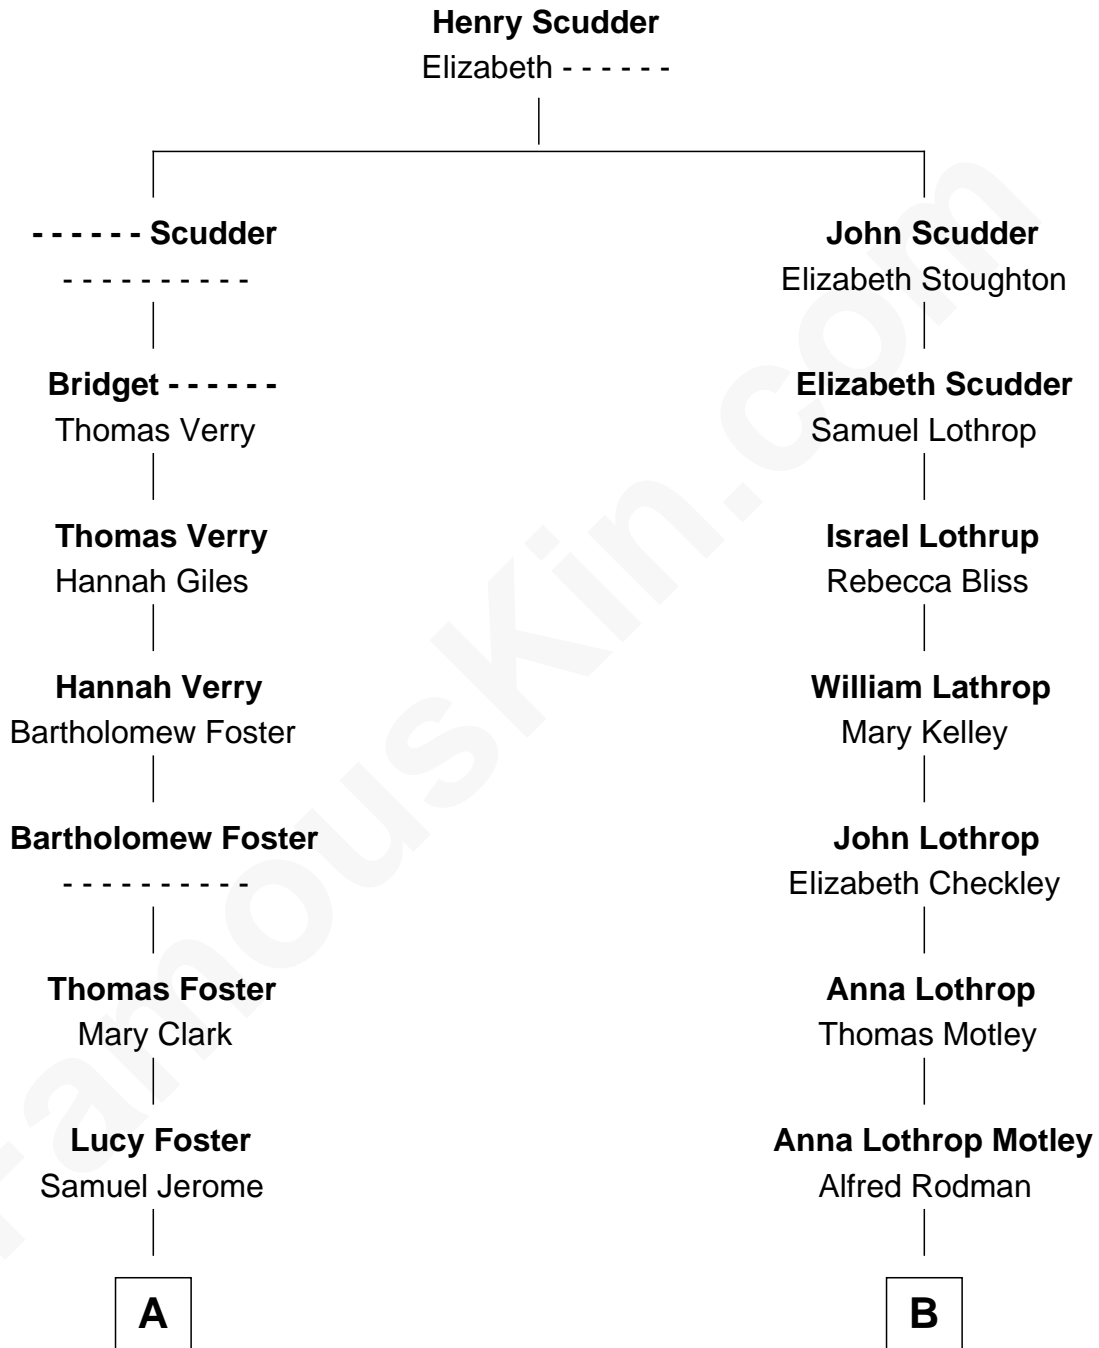 Henry Scudder
Elizabeth - - - - - -
- - - - - - Scudder
- - - - - - - - - -
John Scudder
Elizabeth Stoughton
Bridget - - - - - -
Thomas Verry
Elizabeth Scudder
Samuel Lothrop
Thomas Verry
Hannah Giles
Israel Lothrup
Rebecca Bliss
Hannah Verry
Bartholomew Foster
William Lathrop
Mary Kelley
Bartholomew Foster
- - - - - - - - - -
John Lothrop
Elizabeth Checkley
Thomas Foster
Mary Clark
Anna Lothrop
Thomas Motley
Lucy Foster
Samuel Jerome
Anna Lothrop Motley
Alfred Rodman
A
B
FamousKin.com